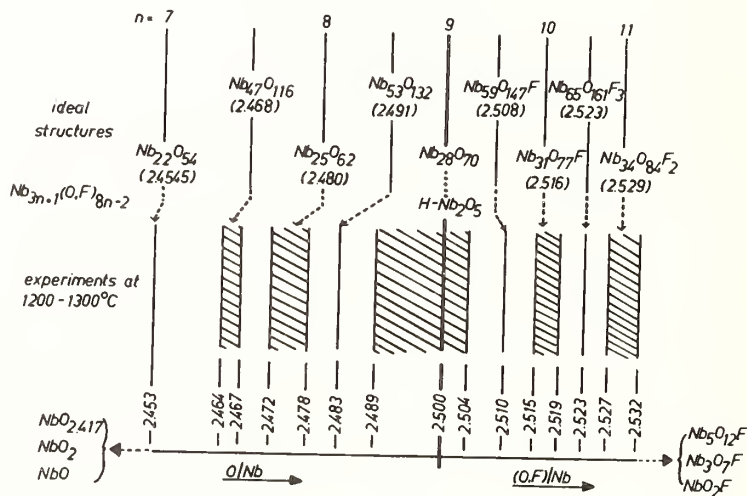 n = 7 8 9 10 11
Nb47O116 Nb53O132 Nb59O147F Nb65O161F3
(2.468) (2.491) (2.508) (2.523)
ideal
structures
Nb22O54 Nb25O62 Nb28O70 Nb31O77F Nb34O84F2
(2.4545) (2.480) (2.516) (2.529)
Nb3n+1(O,F)8n-2
H-Nb2O5
experiments at
1200-1300°C
2.453 2.464 2.467 2.472 2.478 2.483 2.489 2.500 2.504 2.510 2.515 2.519 2.523 2.527 2.532
NbO2.417
NbO2
NbO
O/Nb
(O,F)/Nb
Nb5O12F
Nb3O7F
NbO2F